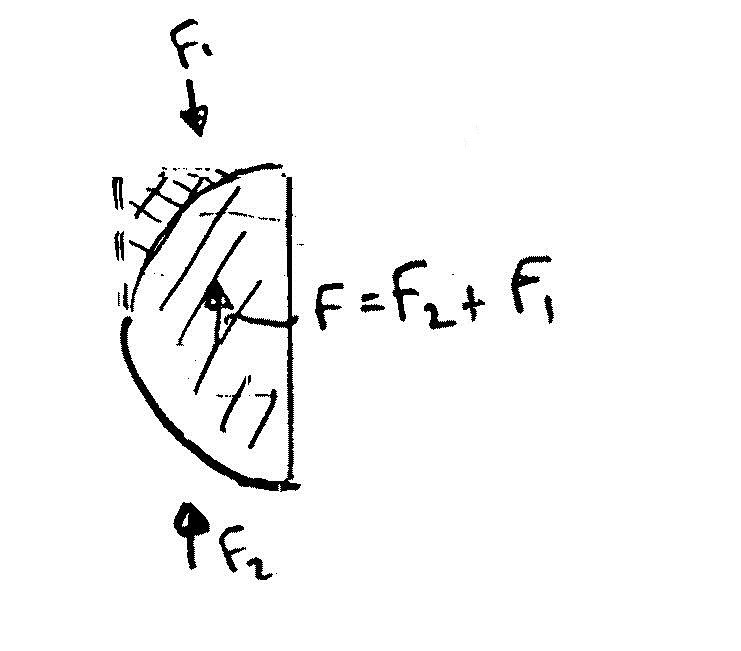 F₁
F = F₂ + F₁
F₂